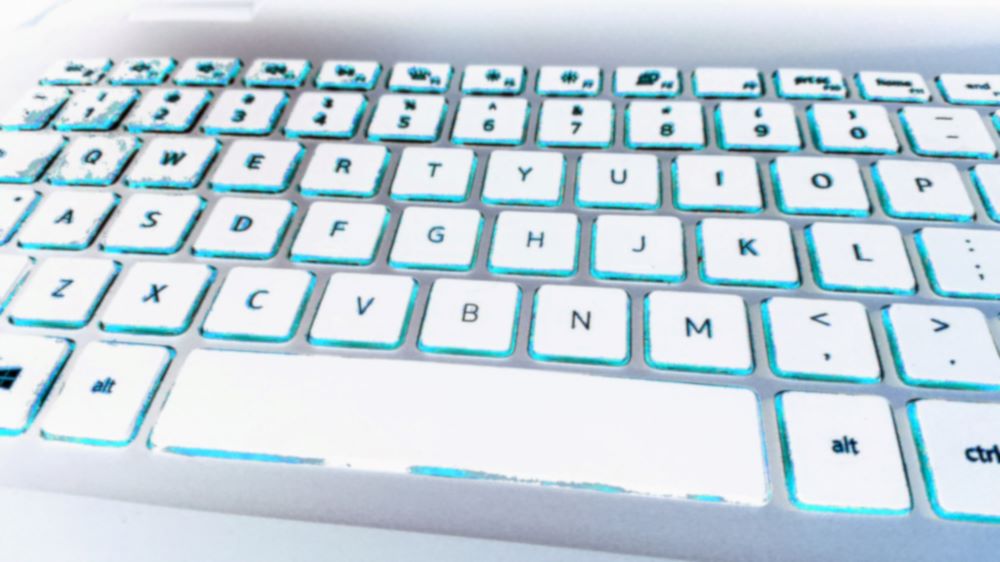 prt sc home end
! @ # $ % ^ & * ( ) —
1 2 3 4 5 6 7 8 9 0 -
Q W E R T Y U I O P
A S D F G H J K L : ;
Z X C V B N M < , > .
alt alt ctrl